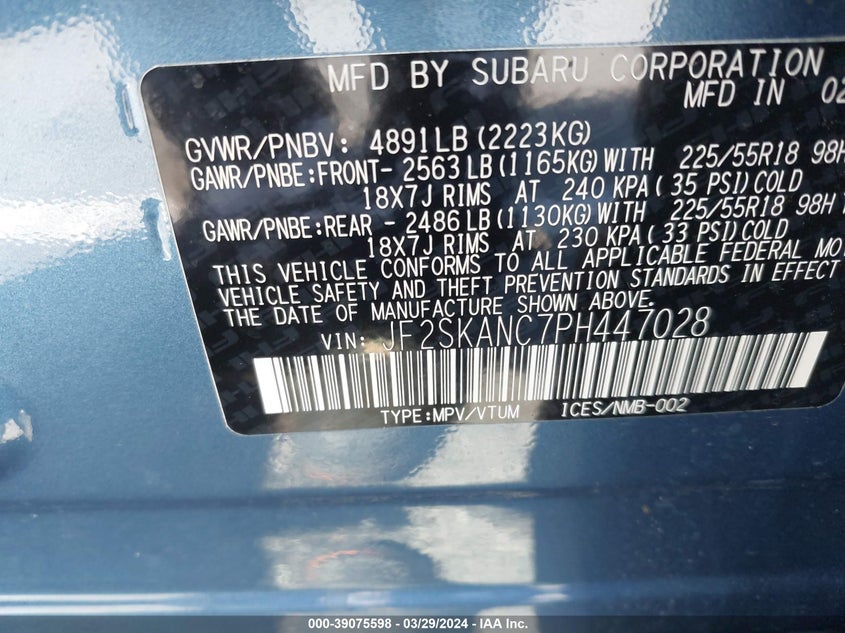 MFD BY SUBARU CORPORATION
MFD IN 02
GVWR/PNBV: 4891LB(2223KG)
GAWR/PNBE:FRONT- 2563LB(1165KG)WITH 225/55R18 98H
18X7J RIMS AT 240 KPA(35 PSI)COLD
GAWR/PNBE:REAR - 2486LB(1130KG)WITH 225/55R18 98H
18X7J RIMS AT 230 KPA(33 PSI)COLD
THIS VEHICLE CONFORMS TO ALL APPLICABLE FEDERAL MO
VEHICLE SAFETY AND THEFT PREVENTION STANDARDS IN EFFECT
THE DATE OF MANUFACTURE SHOWN ABOVE.
VIN: JF2SKANC7PH447028
TYPE:MPV/VTUM ICES/NMB-002
000-39075598 - 03/29/2024 - IAA Inc.